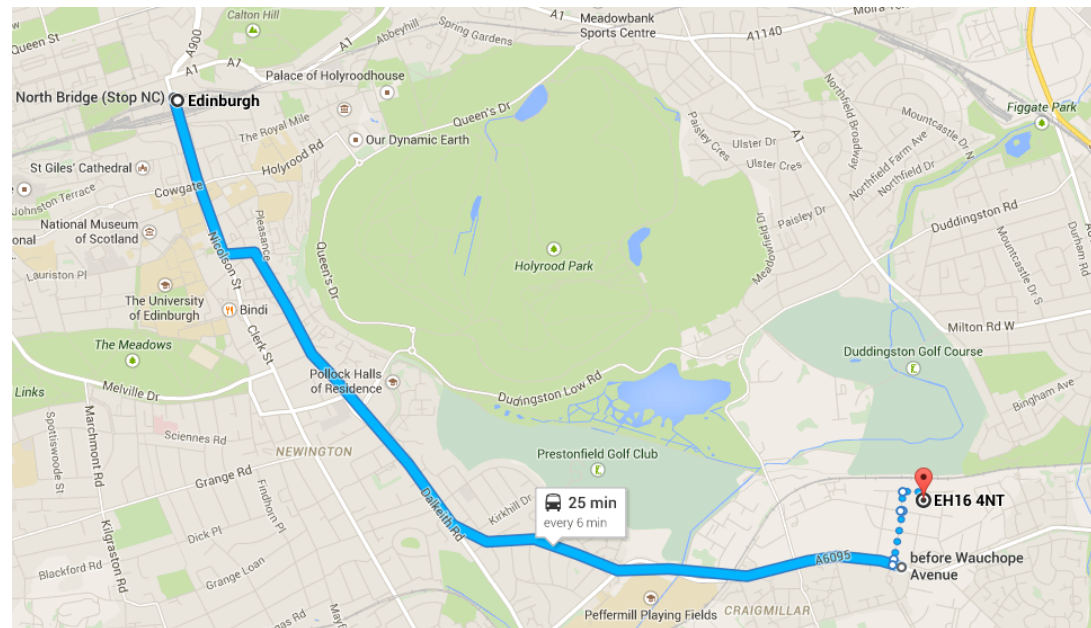 Calton Hill
Meadowbank
Sports Centre
Queen St
A900
A1
A1
A1
Abbeyhill
Spring Gardens
A1140
Palace of Holyroodhouse
North Bridge (Stop NC)
Edinburgh
The Royal Mile
Queen's Dr
Our Dynamic Earth
Holyrood Rd
St Giles' Cathedral
Cowgate
Johnston Terrace
National Museum
of Scotland
onal
Pleasance
Nicolson St
Lauriston Pl
Queen's Dr
Holyrood Park
The University
of Edinburgh
Bindi
Clerk St
The Meadows
Links
Melville Dr
Pollock Halls
of Residence
Duddingston Low Rd
Paisley Cres
Ulster Dr
Ulster Cres
A1
Northfield Broadway
Northfield Farm Ave
Northfield Dr
Mountcastle Dr N
Figgate Park
Paisley Dr
Meadowfield Dr
Duddingston Rd
Mountcastle Dr S
Durham Rd
Milton Rd W
Duddingston Golf Course
Bingham Ave
Spottiswoode St
Marchmont Rd
Sciennes Rd
NEWINGTON
Grange Rd
Findhorn Pl
Dick Pl
Kilgraston Rd
Blackford Rd
Grange Loan
Dalkeith Rd
Kirkhill Dr
Prestonfield Golf Club
25 min
every 6 min
EH16 4NT
A6095
before Wauchope
Avenue
Peffermill Playing Fields
CRAIGMILLAR